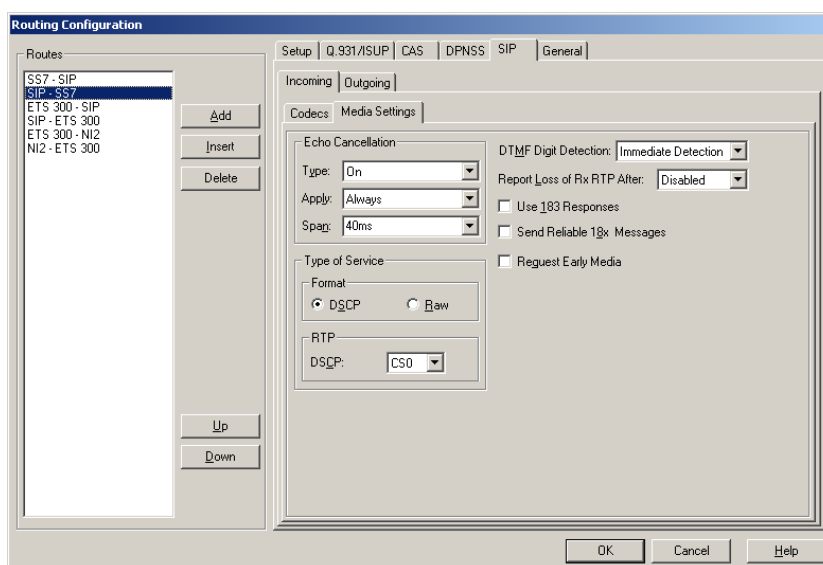 Routing Configuration
Routes
SS7 - SIP
SIP - SS7
ETS 300 - SIP
SIP - ETS 300
ETS 300 - NI2
NI2 - ETS 300
Add
Insert
Delete
Up
Down
Setup Q.931/ISUP CAS DPNSS SIP General
Incoming Outgoing
Codecs Media Settings
Echo Cancellation
Type: On
Apply: Always
Span: 40ms
Type of Service
Format
DSCP Raw
RTP
DSCP: CS0
DTMF Digit Detection: Immediate Detection
Report Loss of Rx RTP After: Disabled
Use 183 Responses
Send Reliable 18x Messages
Request Early Media
OK Cancel Help